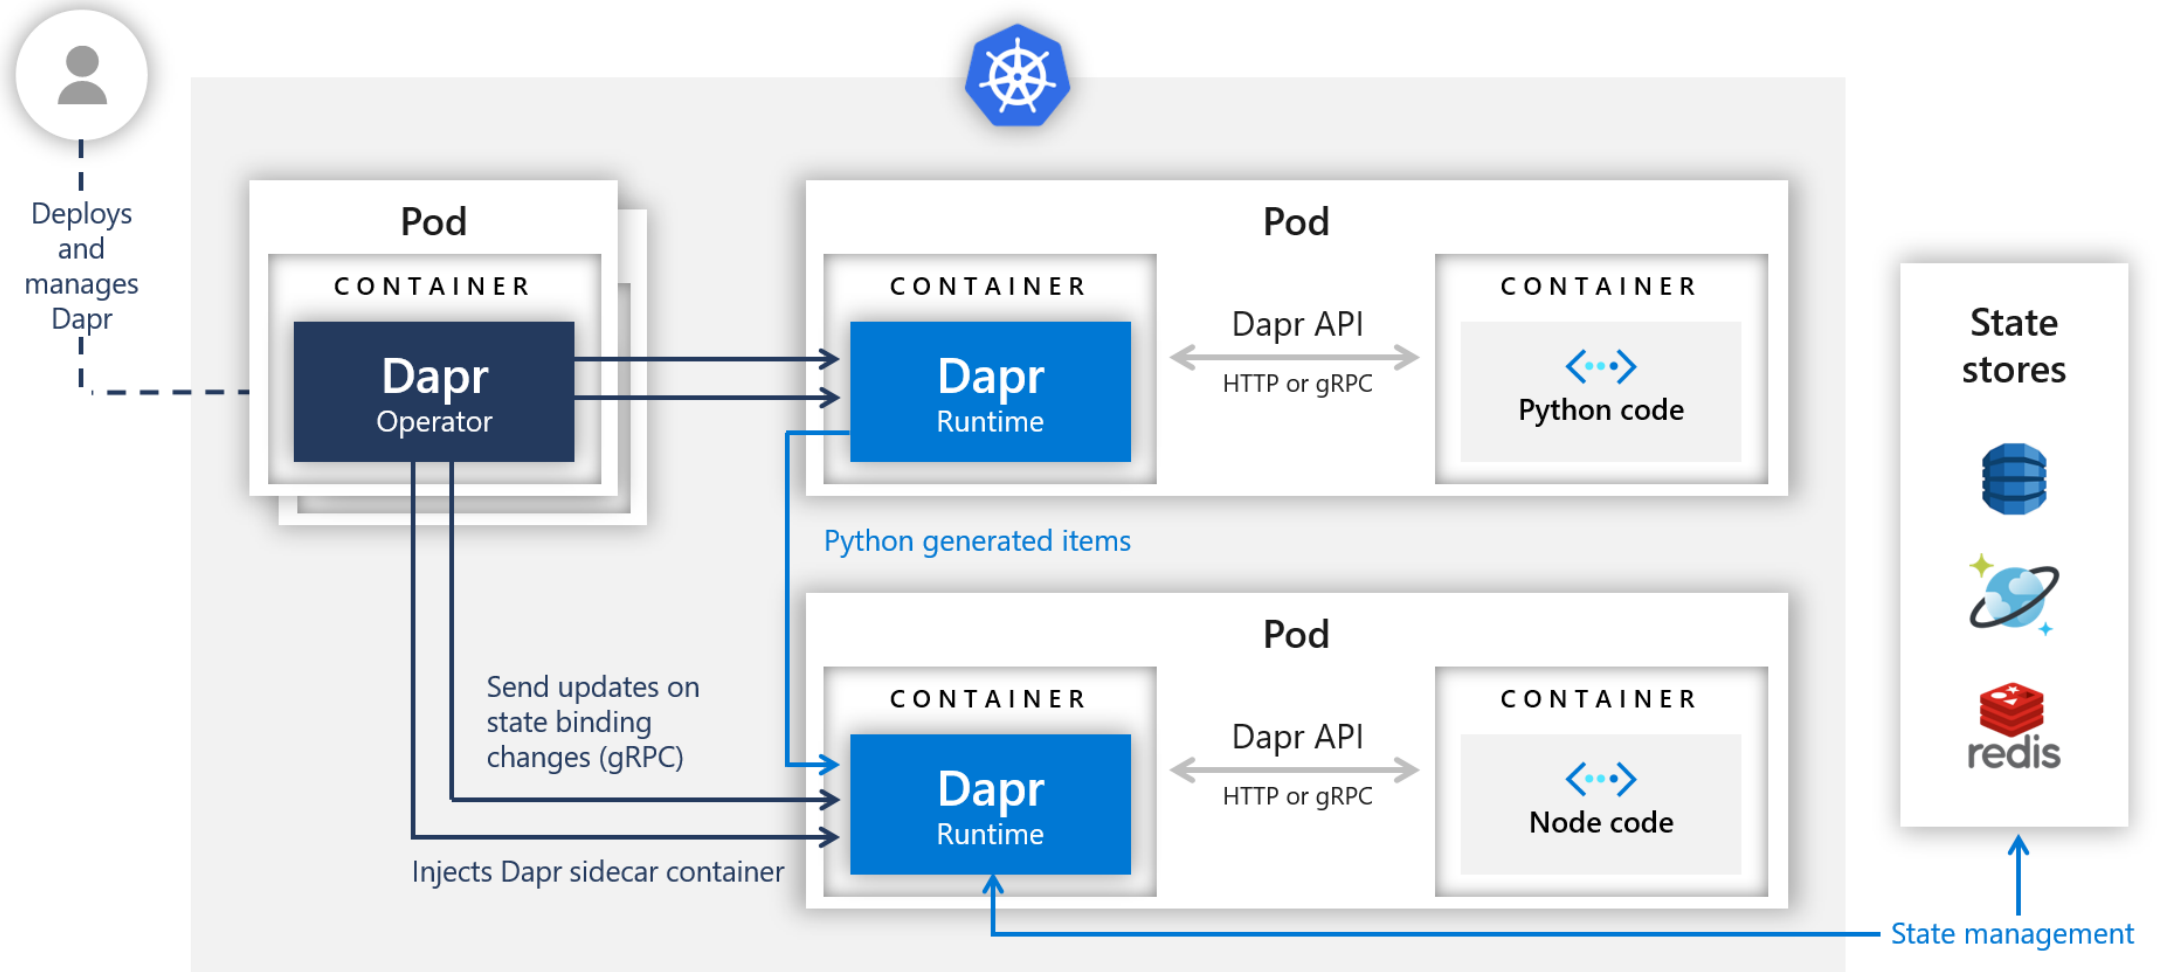 Deploys
and
manages
Dapr
Pod
CONTAINER
Dapr
Operator
Pod
CONTAINER
Dapr
Runtime
Dapr API
HTTP or gRPC
CONTAINER
Python code
Python generated items
Send updates on
state binding
changes (gRPC)
Injects Dapr sidecar container
Pod
CONTAINER
Dapr
Runtime
Dapr API
HTTP or gRPC
CONTAINER
Node code
State
stores
redis
State management